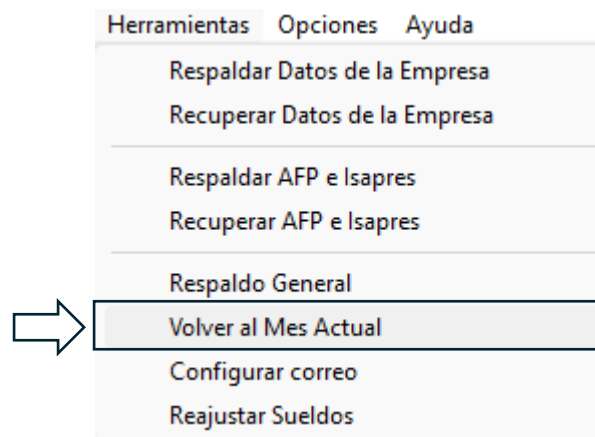 Herramientas Opciones Ayuda
Respaldar Datos de la Empresa
Recuperar Datos de la Empresa
Respaldar AFP e Isapres
Recuperar AFP e Isapres
Respaldo General
Volver al Mes Actual
Configurar correo
Reajustar Sueldos